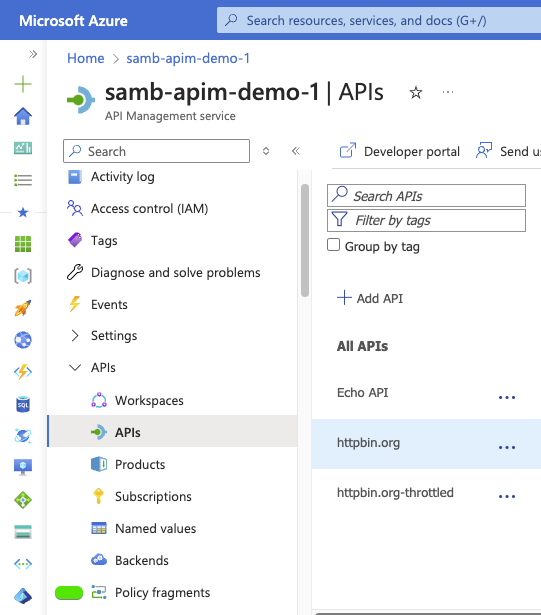 Microsoft Azure
Search resources, services, and docs (G+/)
Home > samb-apim-demo-1
samb-apim-demo-1 | APIs
API Management service
Search
Activity log
Access control (IAM)
Tags
Diagnose and solve problems
Events
Settings
APIs
Workspaces
APIs
Products
Subscriptions
Named values
Backends
Policy fragments
Developer portal
Send us
Search APIs
Filter by tags
Group by tag
Add API
All APIs
Echo API
httpbin.org
httpbin.org-throttled
SQL